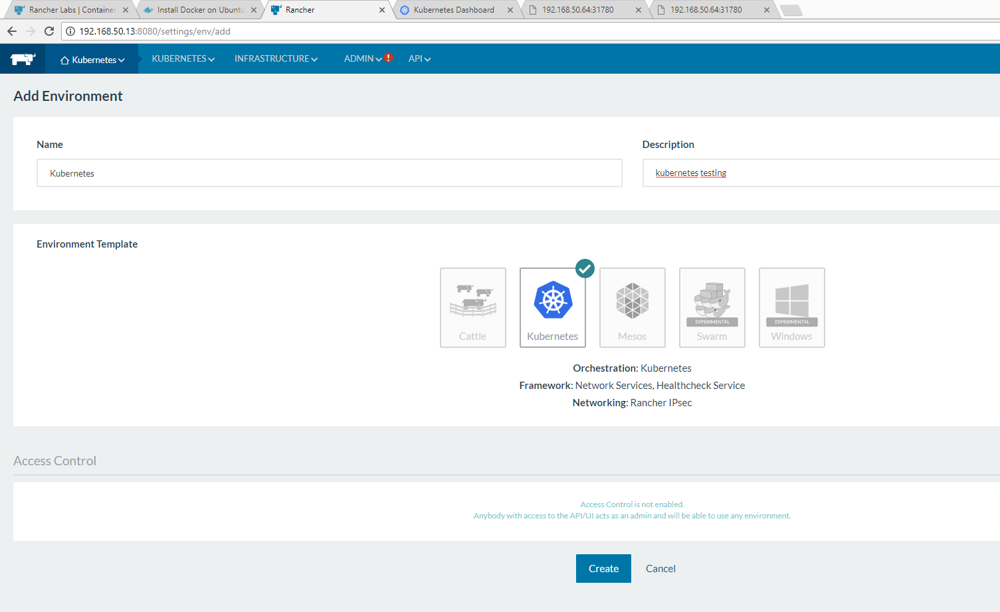 Rancher Labs | Container
Install Docker on Ubuntu
Rancher
Kubernetes Dashboard
192.168.50.64:31780
192.168.50.64:31780
192.168.50.13:8080/settings/env/add
Kubernetes
KUBERNETES
INFRASTRUCTURE
ADMIN
API
Add Environment
Name
Description
Kubernetes
kubernetes testing
Environment Template
Cattle
Kubernetes
Mesos
EXPERIMENTAL
Swarm
EXPERIMENTAL
Windows
Orchestration: Kubernetes
Framework: Network Services, Healthcheck Service
Networking: Rancher IPsec
Access Control
Access Control is not enabled.
Anybody with access to the API/UI acts as an admin and will be able to use any environment.
Create
Cancel